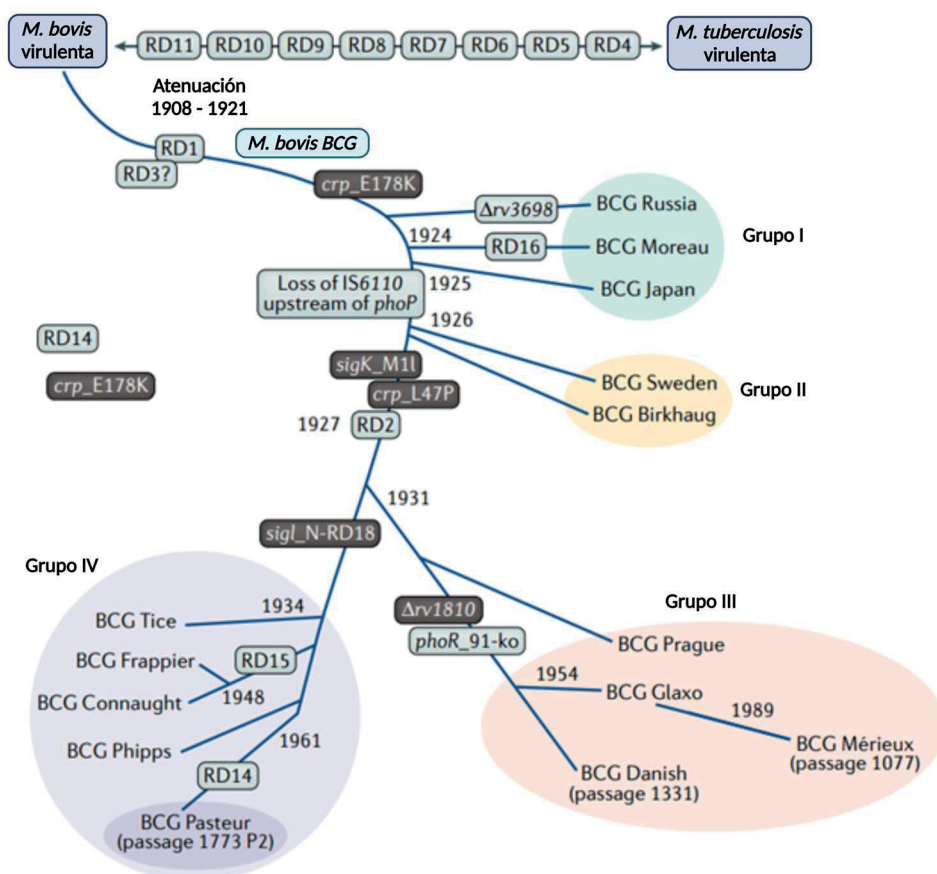 M. bovis
virulenta
RD11
RD10
RD9
RD8
RD7
RD6
RD5
RD4
M. tuberculosis
virulenta
Atenuación
1908 - 1921
RD1
RD3?
M. bovis BCG
crp_E178K
Δrv3698
BCG Russia
Grupo I
1924
RD16
BCG Moreau
1925
BCG Japan
Loss of IS6110
upstream of phoP
1926
RD14
crp_E178K
sigK_M1l
crp_L47P
BCG Sweden
Grupo II
BCG Birkhaug
1927
RD2
1931
sigI_N-RD18
Grupo IV
1934
BCG Tice
BCG Frappier
RD15
BCG Connaught
1948
BCG Phipps
1961
RD14
BCG Pasteur
(passage 1773 P2)
Δrv1810
phoR_91-ko
Grupo III
BCG Prague
1954
BCG Glaxo
1989
BCG Mérieux
(passage 1077)
BCG Danish
(passage 1331)